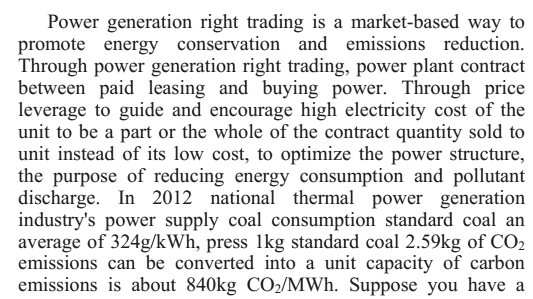 Power generation right trading is a market-based way to
promote energy conservation and emissions reduction.
Through power generation right trading, power plant contract
between paid leasing and buying power. Through price
leverage to guide and encourage high electricity cost of the
unit to be a part or the whole of the contract quantity sold to
unit instead of its low cost, to optimize the power structure,
the purpose of reducing energy consumption and pollutant
discharge. In 2012 national thermal power generation
industry's power supply coal consumption standard coal an
average of 324g/kWh, press 1kg standard coal 2.59kg of CO₂
emissions can be converted into a unit capacity of carbon
emissions is about 840kg CO₂/MWh. Suppose you have a